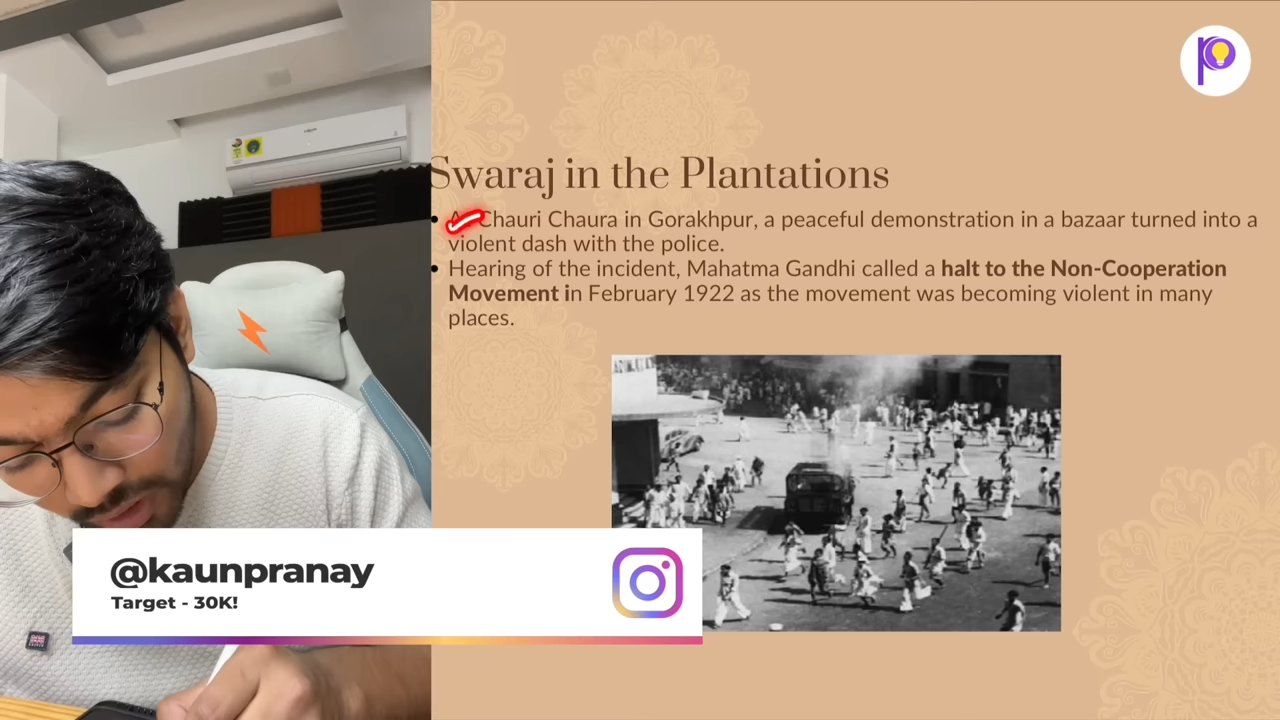 Swaraj in the Plantations
At Chauri Chaura in Gorakhpur, a peaceful demonstration in a bazaar turned into a
violent dash with the police.
Hearing of the incident, Mahatma Gandhi called a halt to the Non-Cooperation
Movement in February 1922 as the movement was becoming violent in many
places.
@kaunpranay
Target - 30K!